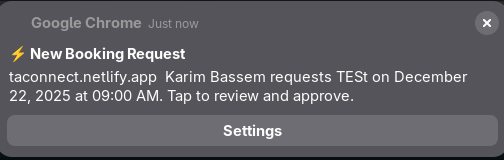 Google Chrome Just now
⚡ New Booking Request
taconnect.netlify.app Karim Bassem requests TESt on December
22, 2025 at 09:00 AM. Tap to review and approve.
Settings